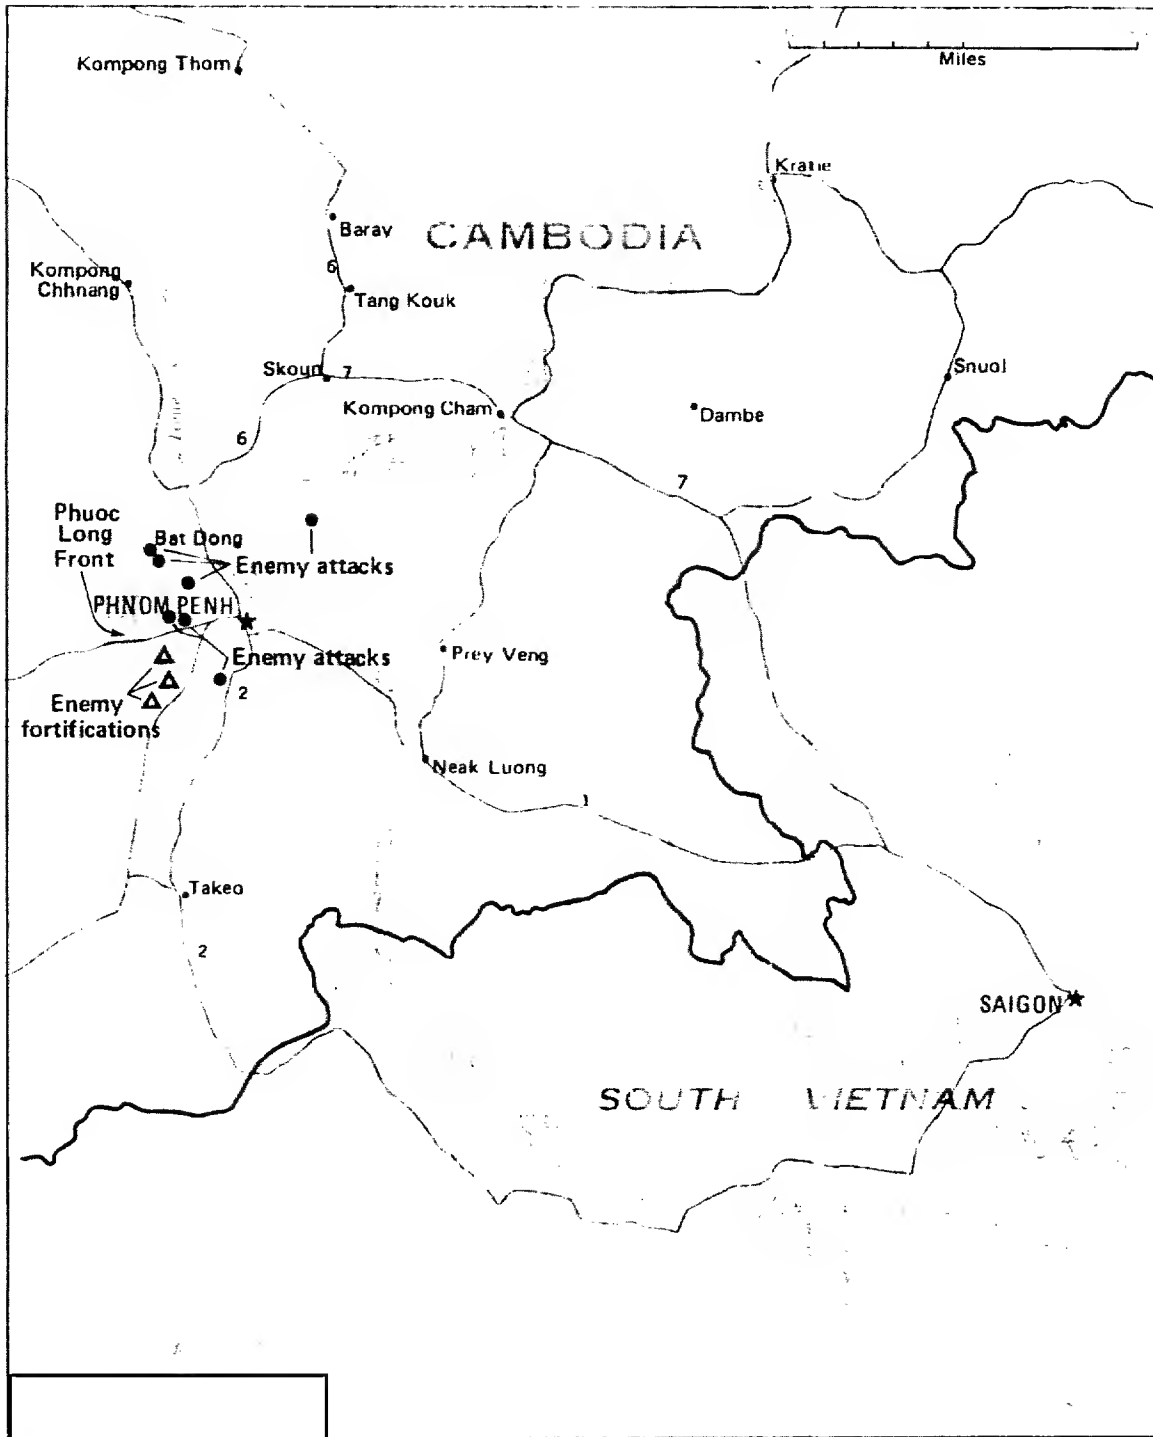 Miles
Kompong Thom
Kratie
Baray
CAMBODIA
6
Kompong
Chhnang
Tang Kouk
Skoun
7
Snuol
Kompong Cham
Dambe
6
7
Phuoc
Long
Front
Bat Dong
Enemy attacks
PHNOM PENH
Enemy attacks
Prey Veng
2
Enemy
fortifications
Neak Luong
1
Takeo
2
SAIGON
SOUTH VIETNAM